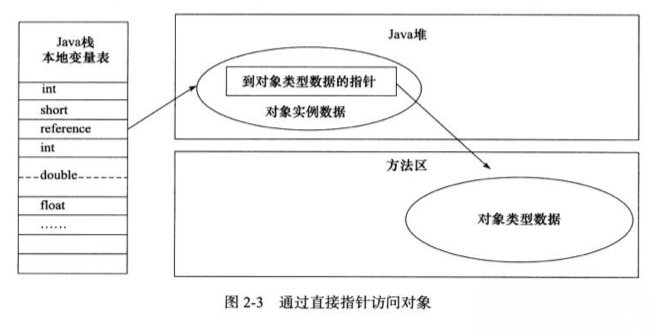 Java栈
本地变量表
int
short
reference
int
double
float
……
Java堆
到对象类型数据的指针
对象实例数据
方法区
对象类型数据
图 2-3 通过直接指针访问对象